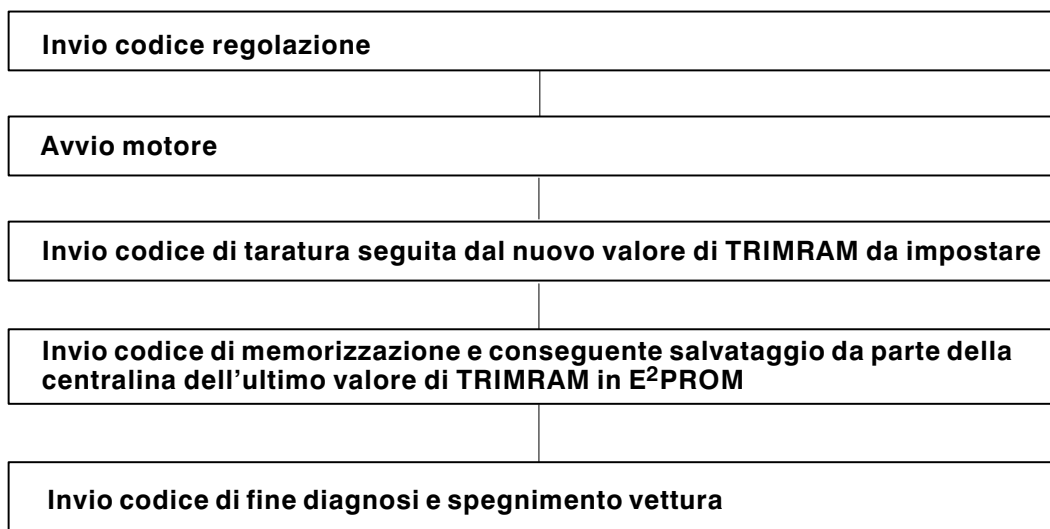 Invio codice regolazione
Avvio motore
Invio codice di taratura seguita dal nuovo valore di TRIMRAM da impostare
Invio codice di memorizzazione e conseguente salvataggio da parte della
centralina dell’ultimo valore di TRIMRAM in E²PROM
Invio codice di fine diagnosi e spegnimento vettura